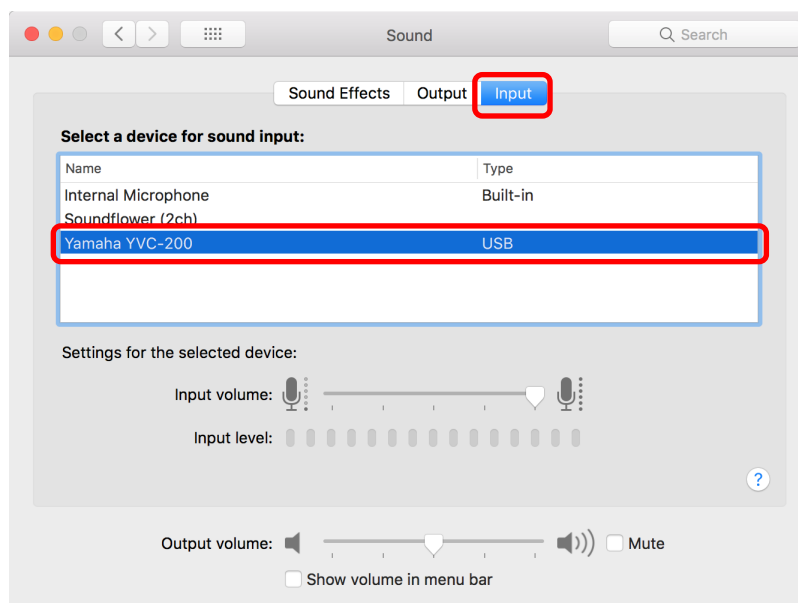 Sound
Search
Sound Effects Output Input
Select a device for sound input:
Name Type
Internal Microphone Built-in
Soundflower (2ch)
Yamaha YVC-200 USB
Settings for the selected device:
Input volume:
Input level:
?
Output volume: Mute
Show volume in menu bar